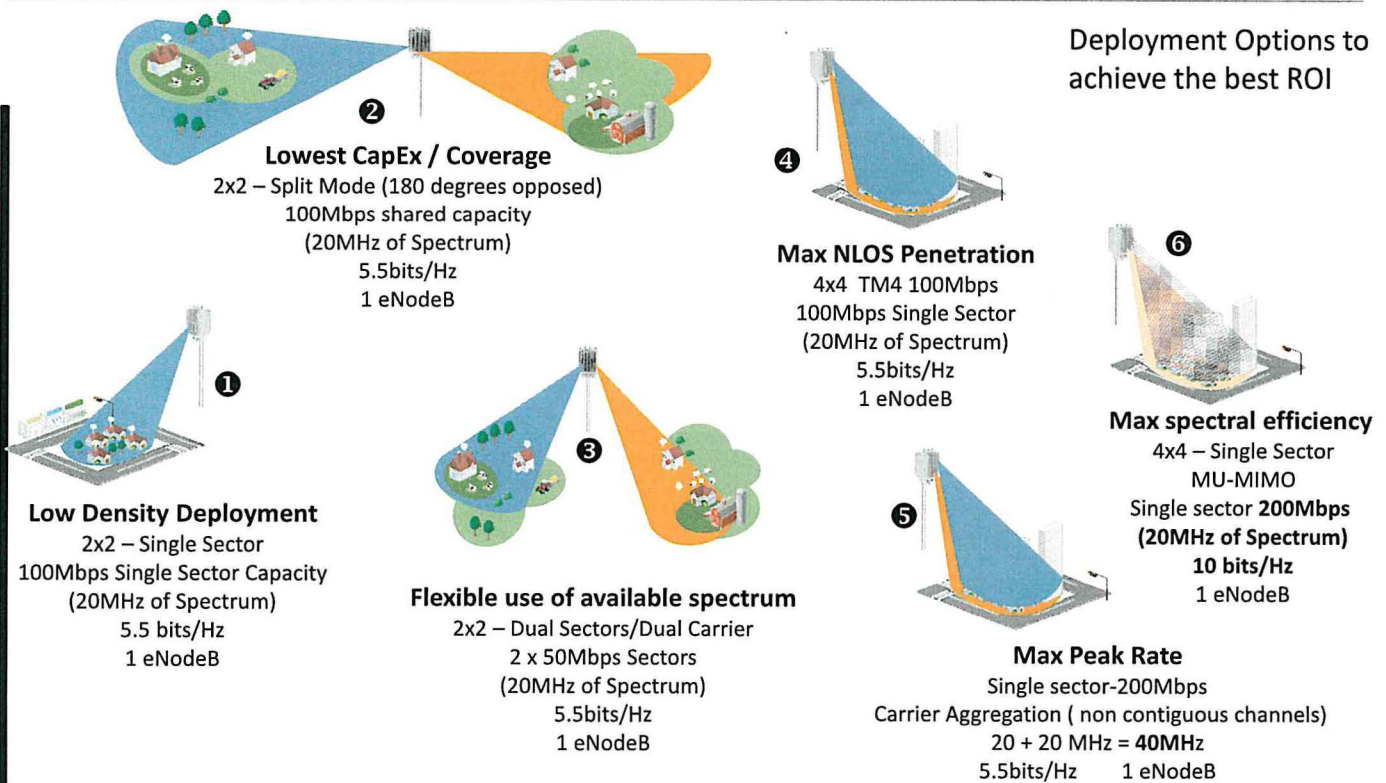 Deployment Options to
achieve the best ROI
❶
Low Density Deployment
2x2 – Single Sector
100Mbps Single Sector Capacity
(20MHz of Spectrum)
5.5 bits/Hz
1 eNodeB
❷
Lowest CapEx / Coverage
2x2 – Split Mode (180 degrees opposed)
100Mbps shared capacity
(20MHz of Spectrum)
5.5bits/Hz
1 eNodeB
❸
Flexible use of available spectrum
2x2 – Dual Sectors/Dual Carrier
2 x 50Mbps Sectors
(20MHz of Spectrum)
5.5bits/Hz
1 eNodeB
❹
Max NLOS Penetration
4x4 TM4 100Mbps
100Mbps Single Sector
(20MHz of Spectrum)
5.5bits/Hz
1 eNodeB
❺
Max Peak Rate
Single sector-200Mbps
Carrier Aggregation ( non contiguous channels)
20 + 20 MHz = 40MHz
5.5bits/Hz 1 eNodeB
❻
Max spectral efficiency
4x4 – Single Sector
MU-MIMO
Single sector 200Mbps
(20MHz of Spectrum)
10 bits/Hz
1 eNodeB